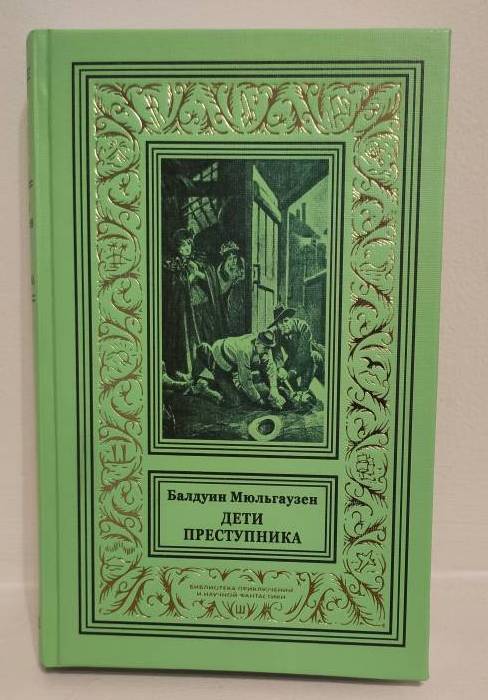 Балдуин Мюльгаузен
ДЕТИ
ПРЕСТУПНИКА
БИБЛИОТЕКА ПРИКЛЮЧЕНИЙ
И НАУЧНОЙ ФАНТАСТИКИ